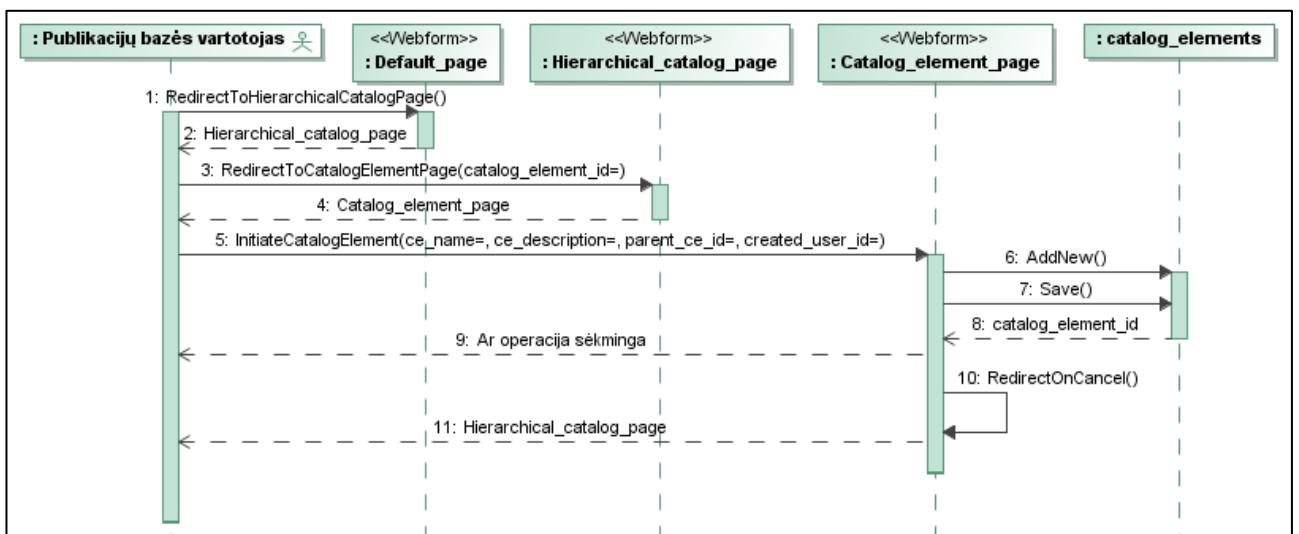 : Publikacijų bazės vartotojas
<<Webform>>
: Default_page
<<Webform>>
: Hierarchical_catalog_page
<<Webform>>
: Catalog_element_page
: catalog_elements
1: RedirectToHierarchicalCatalogPage()
2: Hierarchical_catalog_page
3: RedirectToCatalogElementPage(catalog_element_id=)
4: Catalog_element_page
5: InitiateCatalogElement(ce_name=, ce_description=, parent_ce_id=, created_user_id=)
6: AddNew()
7: Save()
8: catalog_element_id
9: Ar operacija sėkminga
10: RedirectOnCancel()
11: Hierarchical_catalog_page